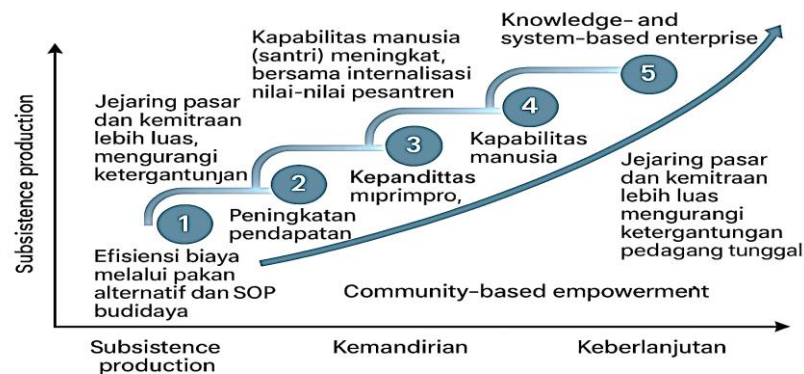 Knowledge- and
system-based enterprise
Kapabilitas manusia
(santri) meningkat,
bersama internalisasi
nilai-nilai pesantren
Jejaring pasar
dan kemitraan
lebih luas,
mengurangi
ketergantunjan
1
2
3
4
5
Efisiensi biaya
melalui pakan
alternatif dan SOP
budidaya
Peningkatan
pendapatan
Kepandittas
mıprimpro,
Kapabilitas
manusia
Jejaring pasar
dan kemitraan
lebih luas
mengurangi
ketergantungan
pedagang tunggal
Community-based empowerment
Subsistence production
Subsistence
production
Kemandirian
Keberlanjutan